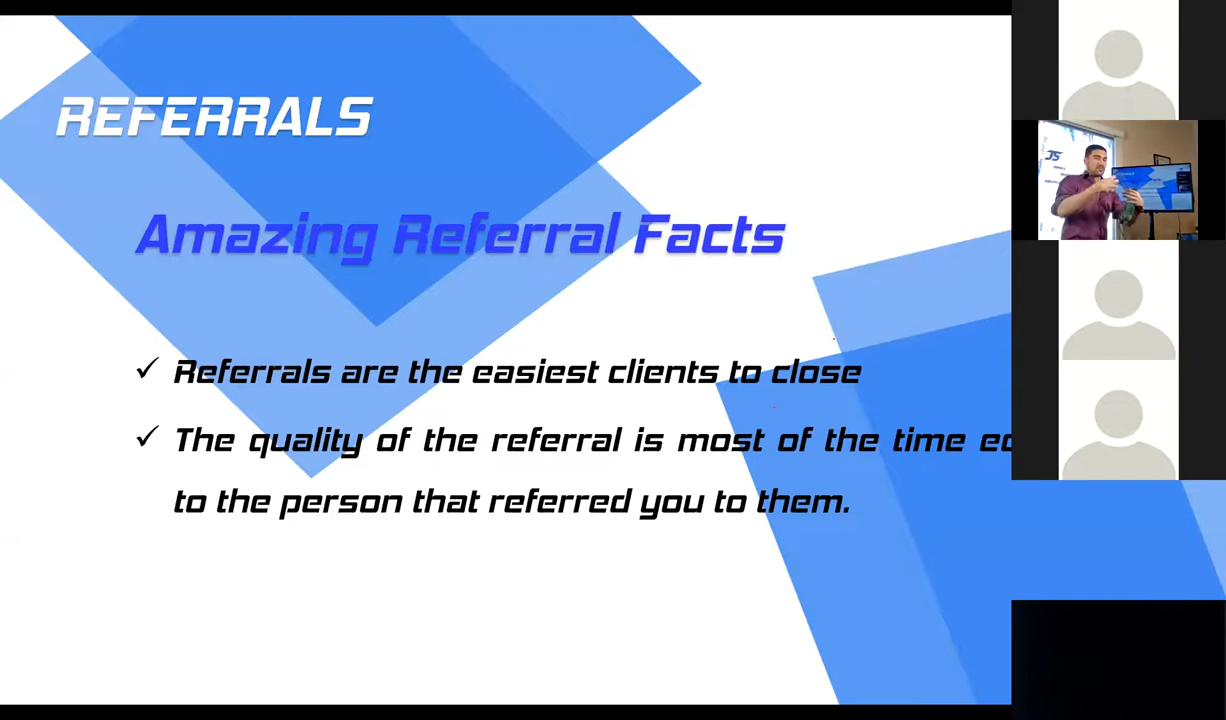 REFERRALS
Amazing Referral Facts
Referrals are the easiest clients to close
The quality of the referral is most of the time
to the person that referred you to them.
JS